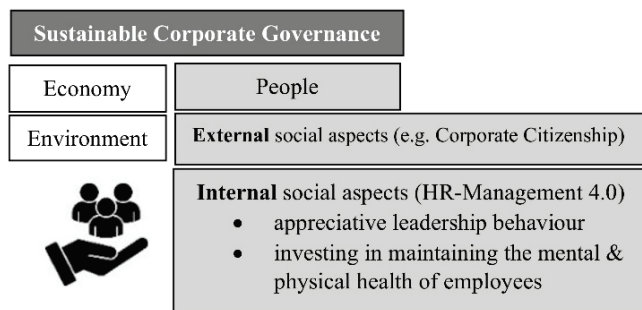 Sustainable Corporate Governance
Economy
People
Environment
External social aspects (e.g. Corporate Citizenship)
Internal social aspects (HR-Management 4.0)
• appreciative leadership behaviour
• investing in maintaining the mental &
physical health of employees